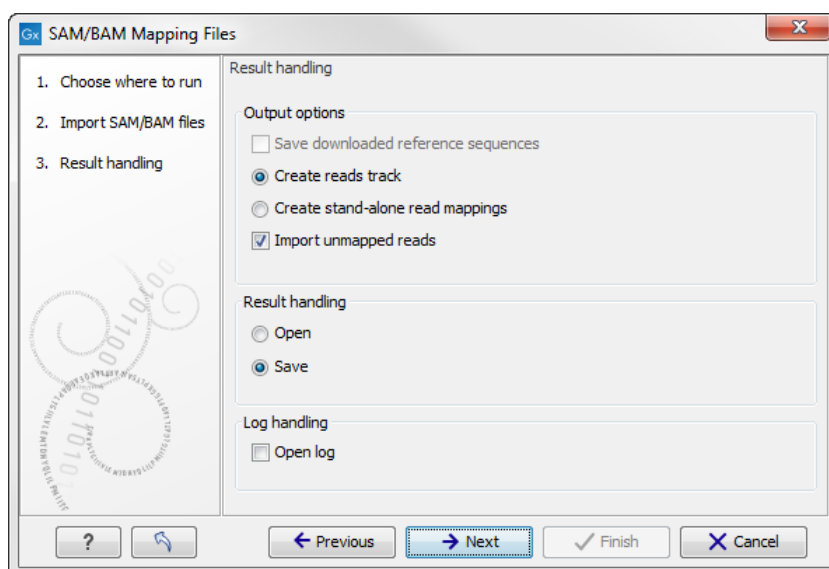 Gx SAM/BAM Mapping Files
1. Choose where to run
2. Import SAM/BAM files
3. Result handling
Result handling
Output options
Save downloaded reference sequences
Create reads track
Create stand-alone read mappings
Import unmapped reads
Result handling
Open
Save
Log handling
Open log
?
Previous
Next
Finish
Cancel